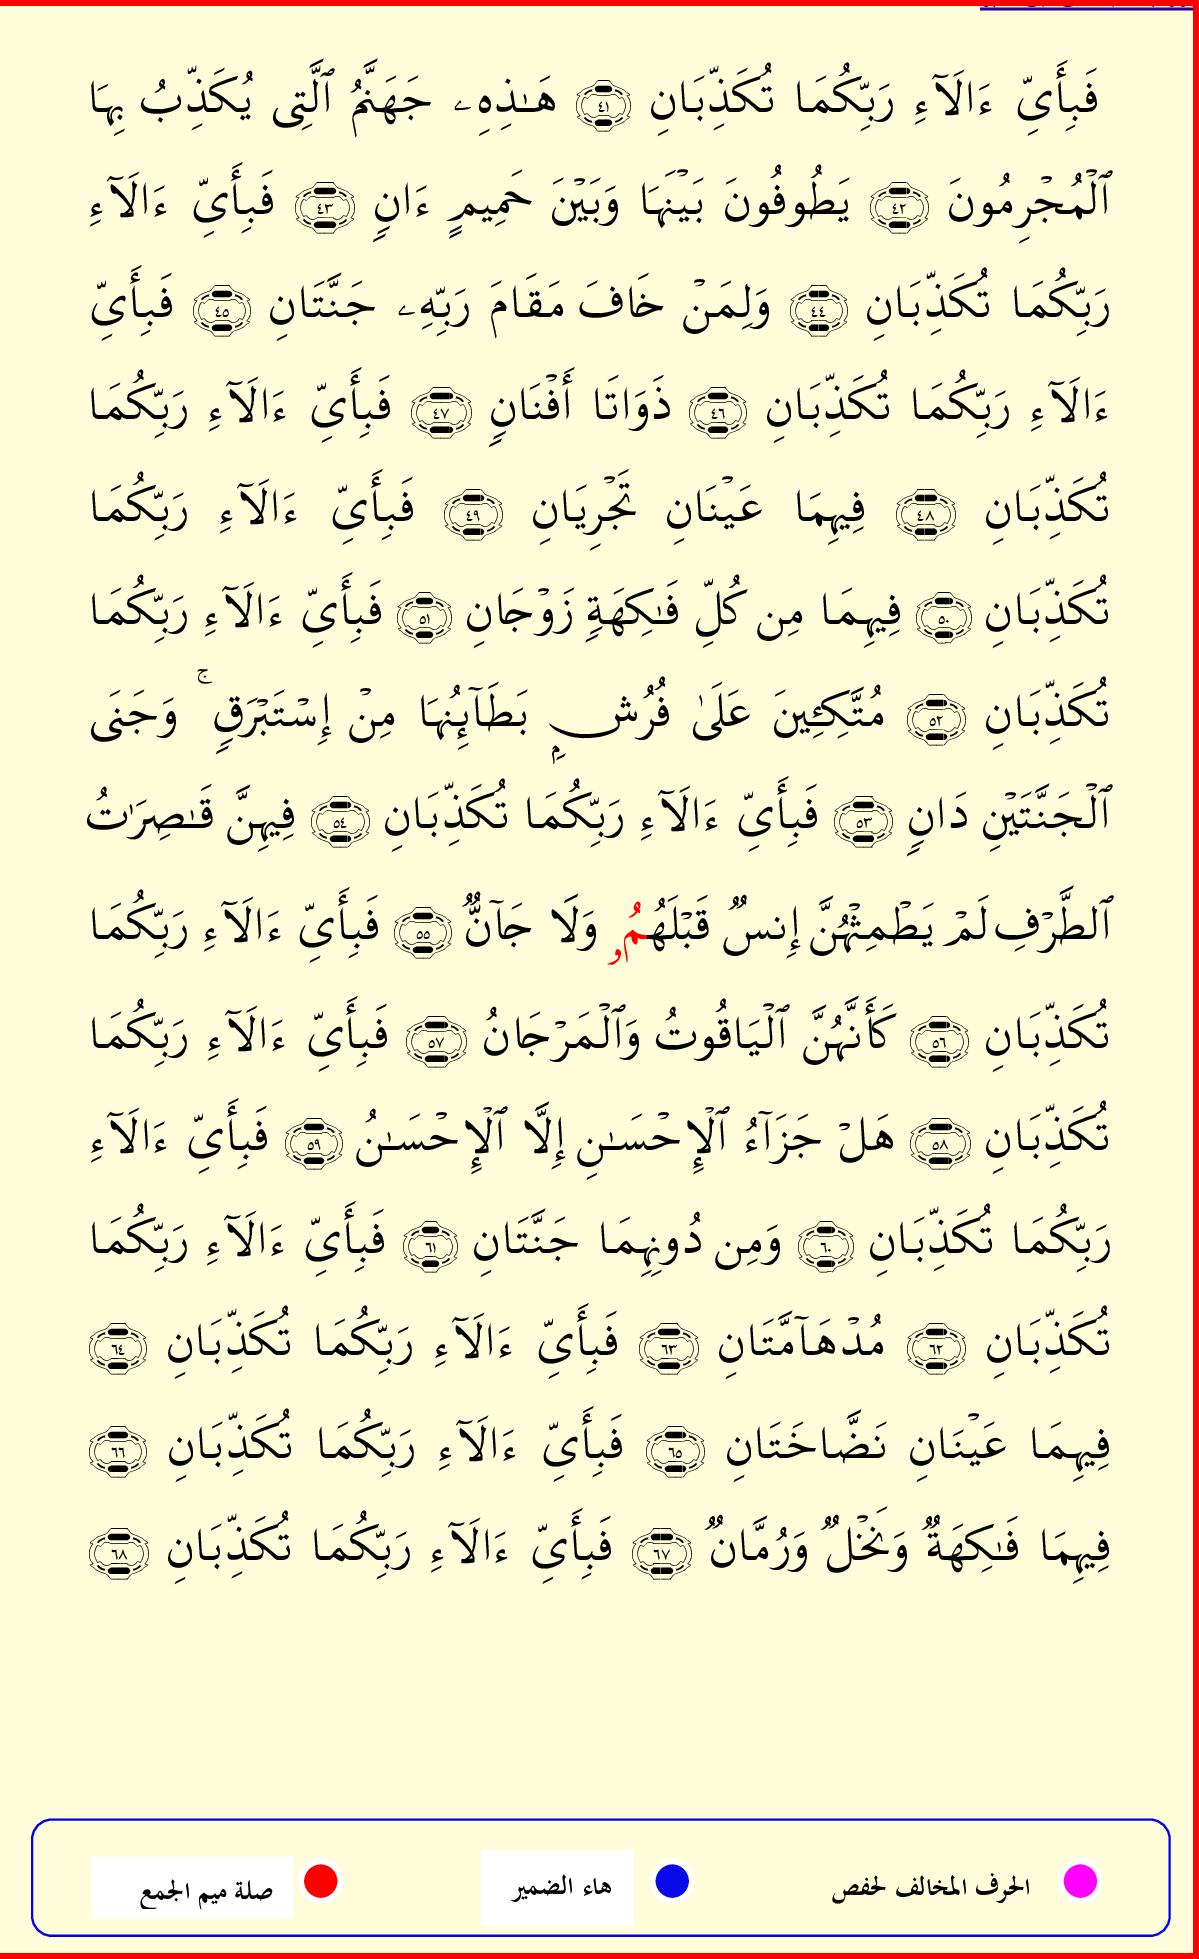 فَبِأَىِّ ءَالَآءِ رَبِّكُمَا تُكَذِّبَانِ ٤١ هَـٰذِهِۦ جَهَنَّمُ ٱلَّتِى يُكَذِّبُ بِهَا
ٱلْمُجْرِمُونَ ٤٢ يَطُوفُونَ بَيْنَهَا وَبَيْنَ حَمِيمٍ ءَانٍ ٤٣ فَبِأَىِّ ءَالَآءِ
رَبِّكُمَا تُكَذِّبَانِ ٤٤ وَلِمَنْ خَافَ مَقَامَ رَبِّهِۦ جَنَّتَانِ ٤٥ فَبِأَىِّ
ءَالَآءِ رَبِّكُمَا تُكَذِّبَانِ ٤٦ ذَوَاتَا أَفْنَانٍ ٤٧ فَبِأَىِّ ءَالَآءِ رَبِّكُمَا
تُكَذِّبَانِ ٤٨ فِيهِمَا عَيْنَانِ تَجْرِيَانِ ٤٩ فَبِأَىِّ ءَالَآءِ رَبِّكُمَا
تُكَذِّبَانِ ٥٠ فِيهِمَا مِن كُلِّ فَـٰكِهَةٍ زَوْجَانِ ٥١ فَبِأَىِّ ءَالَآءِ رَبِّكُمَا
تُكَذِّبَانِ ٥٢ مُتَّكِـِٔينَ عَلَىٰ فُرُشٍۭ بَطَآئِنُهَا مِنْ إِسْتَبْرَقٍ ۚ وَجَنَى
ٱلْجَنَّتَيْنِ دَانٍ ٥٣ فَبِأَىِّ ءَالَآءِ رَبِّكُمَا تُكَذِّبَانِ ٥٤ فِيهِنَّ قَـٰصِرَٰتُ
ٱلطَّرْفِ لَمْ يَطْمِثْهُنَّ إِنسٌ قَبْلَهُمُۥ وَلَا جَآنٌّ ٥٥ فَبِأَىِّ ءَالَآءِ رَبِّكُمَا
تُكَذِّبَانِ ٥٦ كَأَنَّهُنَّ ٱلْيَاقُوتُ وَٱلْمَرْجَانُ ٥٧ فَبِأَىِّ ءَالَآءِ رَبِّكُمَا
تُكَذِّبَانِ ٥٨ هَلْ جَزَآءُ ٱلْإِحْسَـٰنِ إِلَّا ٱلْإِحْسَـٰنُ ٥٩ فَبِأَىِّ ءَالَآءِ
رَبِّكُمَا تُكَذِّبَانِ ٦٠ وَمِن دُونِهِمَا جَنَّتَانِ ٦١ فَبِأَىِّ ءَالَآءِ رَبِّكُمَا
تُكَذِّبَانِ ٦٢ مُدْهَآمَّتَانِ ٦٣ فَبِأَىِّ ءَالَآءِ رَبِّكُمَا تُكَذِّبَانِ ٦٤
فِيهِمَا عَيْنَانِ نَضَّاخَتَانِ ٦٥ فَبِأَىِّ ءَالَآءِ رَبِّكُمَا تُكَذِّبَانِ ٦٦
فِيهِمَا فَـٰكِهَةٌ وَنَخْلٌ وَرُمَّانٌ ٦٧ فَبِأَىِّ ءَالَآءِ رَبِّكُمَا تُكَذِّبَانِ ٦٨
الحرف المخالف لحفص هاء الضمير صلة ميم الجمع